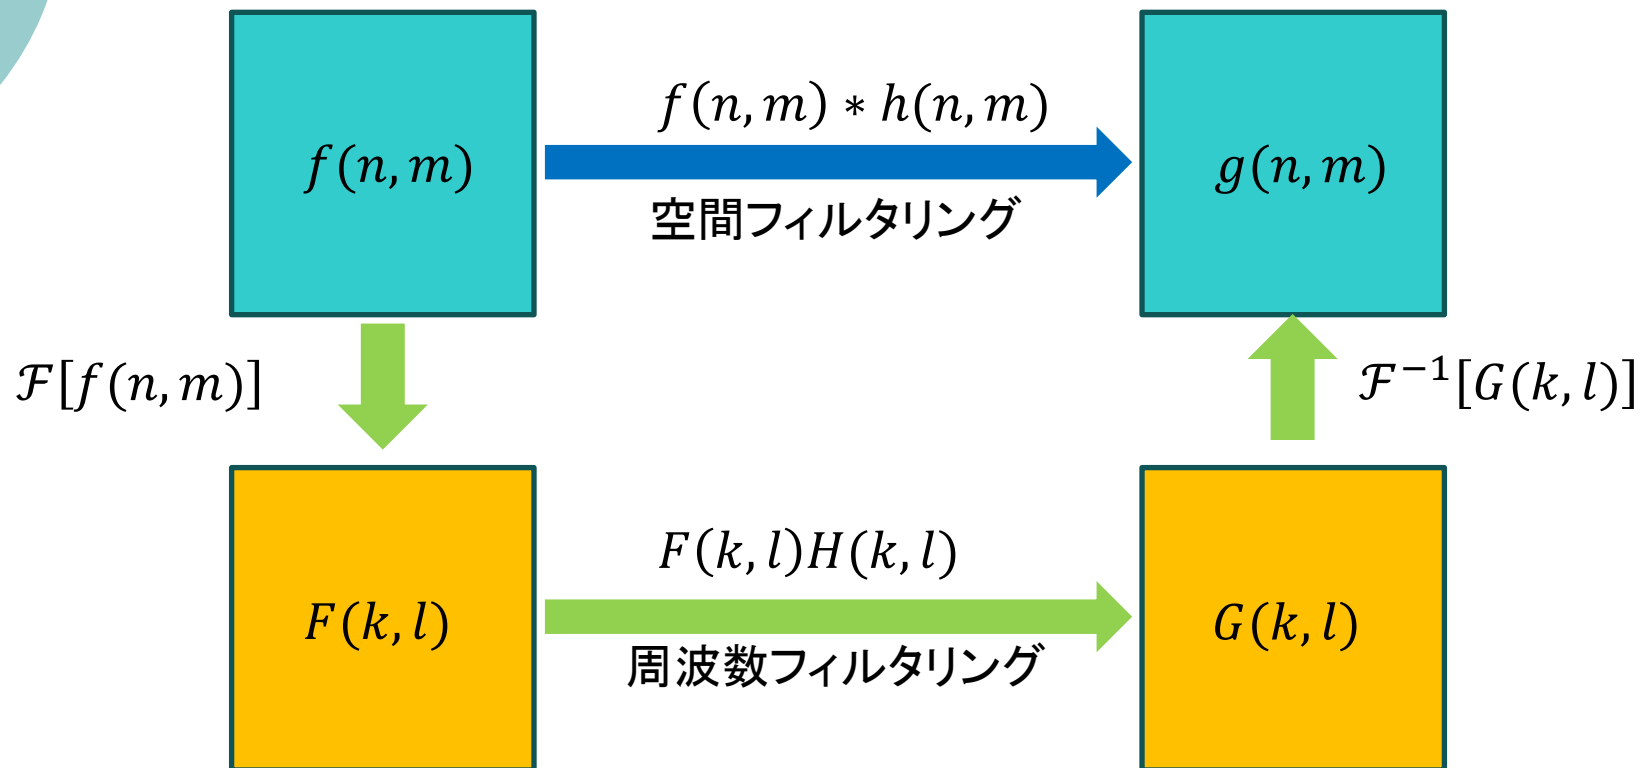 f(n, m) ∗ h(n, m)
f(n, m)
g(n, m)
空間フィルタリング
ℱ[f(n, m)]
ℱ⁻¹[G(k, l)]
F(k, l)H(k, l)
F(k, l)
G(k, l)
周波数フィルタリング